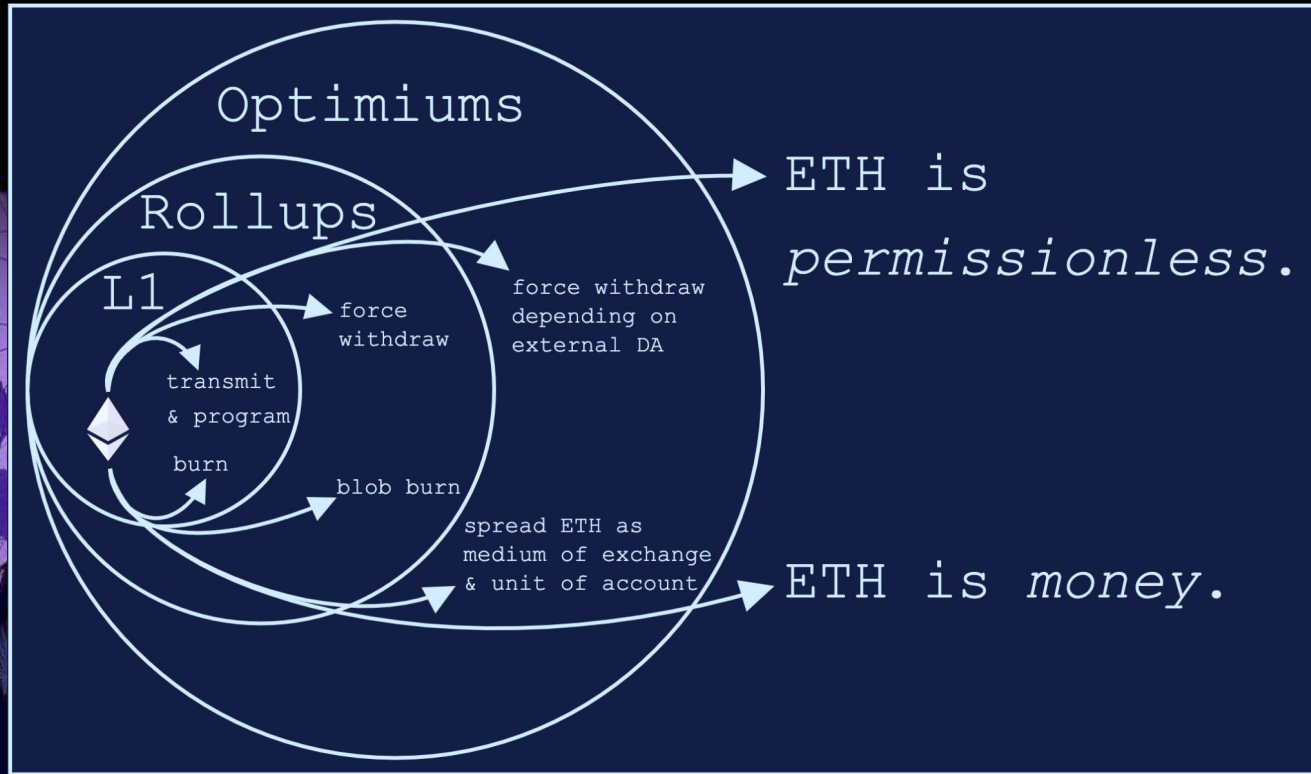 Optimiums
Rollups
L1
transmit
& program
burn
force
withdraw
blob burn
force withdraw
depending on
external DA
spread ETH as
medium of exchange
& unit of account
ETH is
permissionless.
ETH is money.